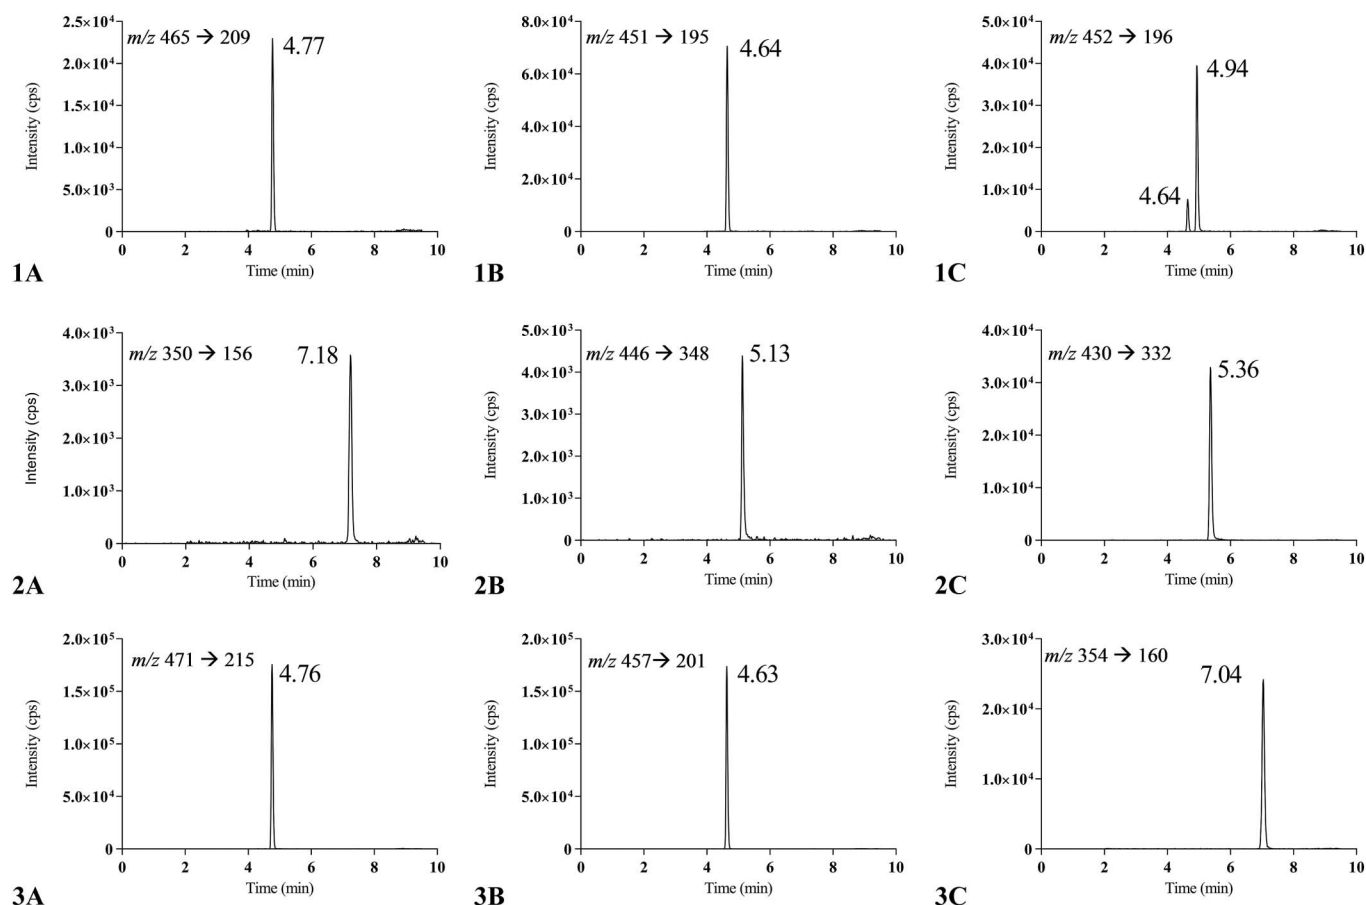 m/z 465 → 209
4.77
Intensity (cps)
2.5×10⁴
2.0×10⁴
1.5×10⁴
1.0×10⁴
5.0×10³
0
0 2 4 6 8 10
Time (min)
1A
m/z 451 → 195
4.64
Intensity (cps)
8.0×10⁴
6.0×10⁴
4.0×10⁴
2.0×10⁴
0
0 2 4 6 8 10
Time (min)
1B
m/z 452 → 196
4.94
4.64
Intensity (cps)
5.0×10⁴
4.0×10⁴
3.0×10⁴
2.0×10⁴
1.0×10⁴
0
0 2 4 6 8 10
Time (min)
1C
m/z 350 → 156
7.18
Intensity (cps)
4.0×10³
3.0×10³
2.0×10³
1.0×10³
0
0 2 4 6 8 10
Time (min)
2A
m/z 446 → 348
5.13
Intensity (cps)
5.0×10³
4.0×10³
3.0×10³
2.0×10³
1.0×10³
0
0 2 4 6 8 10
Time (min)
2B
m/z 430 → 332
5.36
Intensity (cps)
4.0×10⁴
3.0×10⁴
2.0×10⁴
1.0×10⁴
0
0 2 4 6 8 10
Time (min)
2C
m/z 471 → 215
4.76
Intensity (cps)
2.0×10⁵
1.5×10⁵
1.0×10⁵
5.0×10⁴
0
0 2 4 6 8 10
Time (min)
3A
m/z 457→ 201
4.63
Intensity (cps)
2.0×10⁵
1.5×10⁵
1.0×10⁵
5.0×10⁴
0
0 2 4 6 8 10
Time (min)
3B
m/z 354 → 160
7.04
Intensity (cps)
3.0×10⁴
2.0×10⁴
1.0×10⁴
0
0 2 4 6 8 10
Time (min)
3C